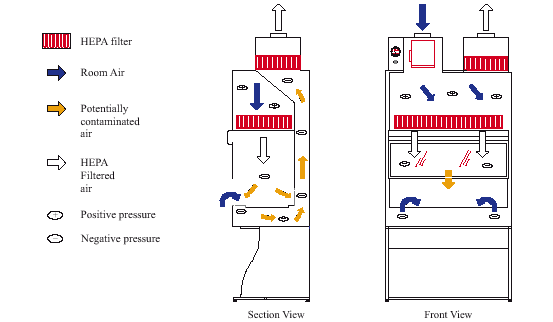 HEPA filter
Room Air
Potentially
contaminated
air
HEPA
Filtered
air
Positive pressure
Negative pressure
Section View
Front View